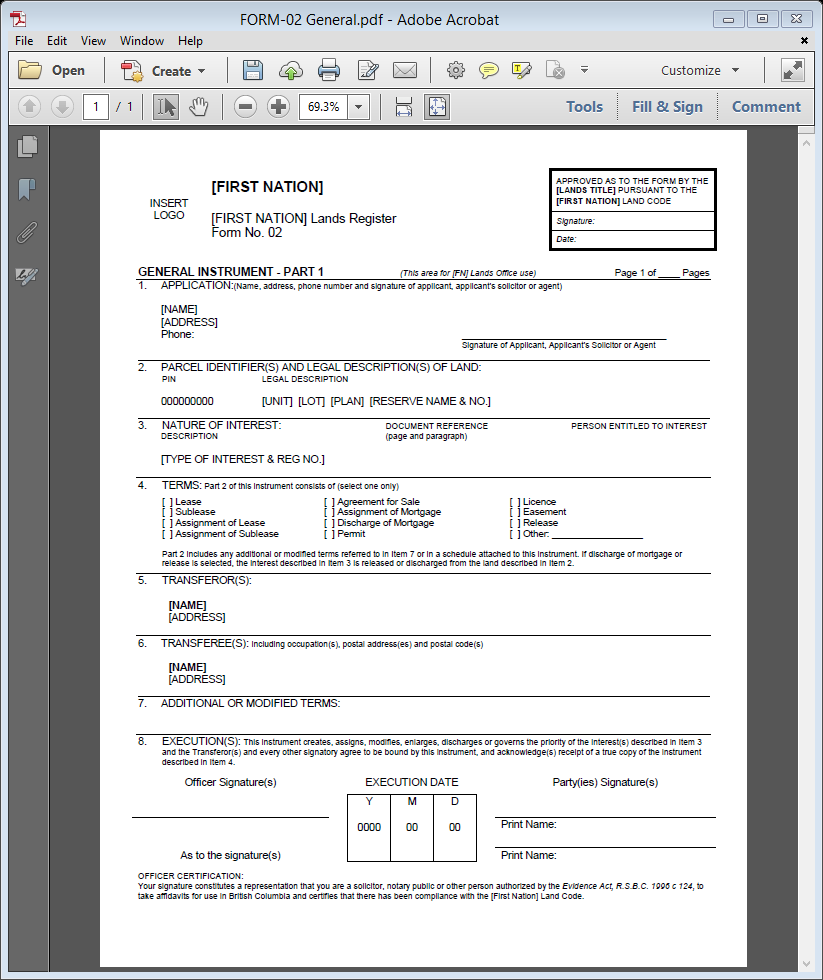 FORM-02 General.pdf - Adobe Acrobat
File Edit View Window Help
Open Create Customize
1 / 1 69.3% Tools Fill & Sign Comment
INSERT
LOGO
[FIRST NATION]
[FIRST NATION] Lands Register
Form No. 02
APPROVED AS TO THE FORM BY THE
[LANDS TITLE] PURSUANT TO THE
[FIRST NATION] LAND CODE
Signature:
Date:
GENERAL INSTRUMENT - PART 1 (This area for [FN] Lands Office use) Page 1 of ____ Pages
1. APPLICATION:(Name, address, phone number and signature of applicant, applicant's solicitor or agent)
[NAME]
[ADDRESS]
Phone:
Signature of Applicant, Applicant's Solicitor or Agent
2. PARCEL IDENTIFIER(S) AND LEGAL DESCRIPTION(S) OF LAND:
PIN LEGAL DESCRIPTION
000000000 [UNIT] [LOT] [PLAN] [RESERVE NAME & NO.]
3. NATURE OF INTEREST: DOCUMENT REFERENCE PERSON ENTITLED TO INTEREST
DESCRIPTION (page and paragraph)
[TYPE OF INTEREST & REG NO.]
4. TERMS: Part 2 of this instrument consists of (select one only)
[ ] Lease [ ] Agreement for Sale [ ] Licence
[ ] Sublease [ ] Assignment of Mortgage [ ] Easement
[ ] Assignment of Lease [ ] Discharge of Mortgage [ ] Release
[ ] Assignment of Sublease [ ] Permit [ ] Other: __________________
Part 2 includes any additional or modified terms referred to in Item 7 or in a schedule attached to this instrument. If discharge of mortgage or
release is selected, the interest described in Item 3 is released or discharged from the land described in Item 2.
5. TRANSFEROR(S):
[NAME]
[ADDRESS]
6. TRANSFEREE(S): Including occupation(s), postal address(es) and postal code(s)
[NAME]
[ADDRESS]
7. ADDITIONAL OR MODIFIED TERMS:
8. EXECUTION(S): This instrument creates, assigns, modifies, enlarges, discharges or governs the priority of the interest(s) described in Item 3
and the Transferor(s) and every other signatory agree to be bound by this instrument, and acknowledge(s) receipt of a true copy of the instrument
described in Item 4.
Officer Signature(s) EXECUTION DATE Party(ies) Signature(s)
Y M D
0000 00 00
Print Name:
As to the signature(s) Print Name:
OFFICER CERTIFICATION:
Your signature constitutes a representation that you are a solicitor, notary public or other person authorized by the Evidence Act, R.S.B.C. 1996 c 124, to
take affidavits for use in British Columbia and certifies that there has been compliance with the [First Nation] Land Code.